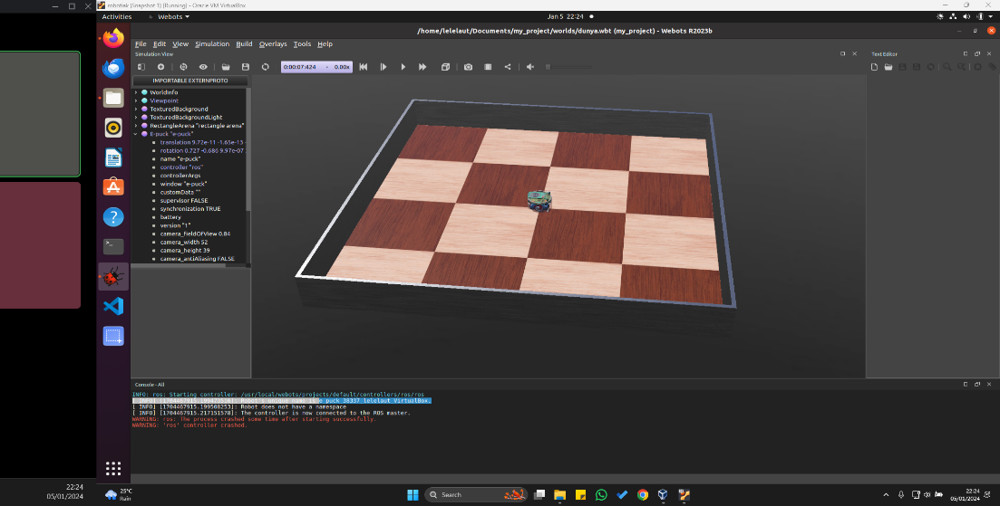 robohak (Snapshot 1) [Running] - Oracle VM VirtualBox
Activities
Webots
Jan 5 22:24
/home/lelelaut/Documents/my_project/worlds/dunya.wbt (my_project) - Webots R2023b
File Edit View Simulation Build Overlays Tools Help
Simulation View
Text Editor
0:00:07:424 - 0.00x
IMPORTABLE EXTERNPROTO
WorldInfo
Viewpoint
TexturedBackground
TexturedBackgroundLight
RectangleArena "rectangle arena"
E-puck "e-puck"
translation 9.72e-11 -1.65e-13
rotation 0.727 -0.686 9.97e-07
name "e-puck"
controller "ros"
controllerArgs
window "e-puck"
customData ""
supervisor FALSE
synchronization TRUE
battery
version "1"
camera_fieldOfView 0.84
camera_width 52
camera_height 39
camera_antiAliasing FALSE
Console - All
INFO: ros: Starting controller: /usr/local/webots/projects/default/controllers/ros/ros
[ INFO] Robot's unique name is e_puck_38337_lelelaut_VirtualBox.
[ INFO] [1704467915.199508253]: Robot does not have a namespace
[ INFO] [1704467915.217151578]: The controller is now connected to the ROS master.
WARNING: ros: The process crashed some time after starting successfully.
WARNING: 'ros' controller crashed.
22:24
05/01/2024
25°C
Rain
Search
22:24
05/01/2024